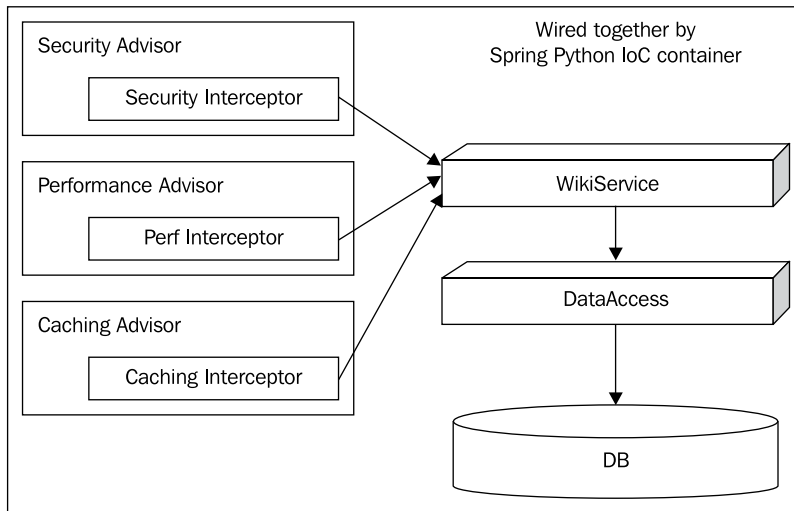 Security Advisor
Security Interceptor
Wired together by
Spring Python IoC container
Performance Advisor
Perf Interceptor
WikiService
Caching Advisor
Caching Interceptor
DataAccess
DB